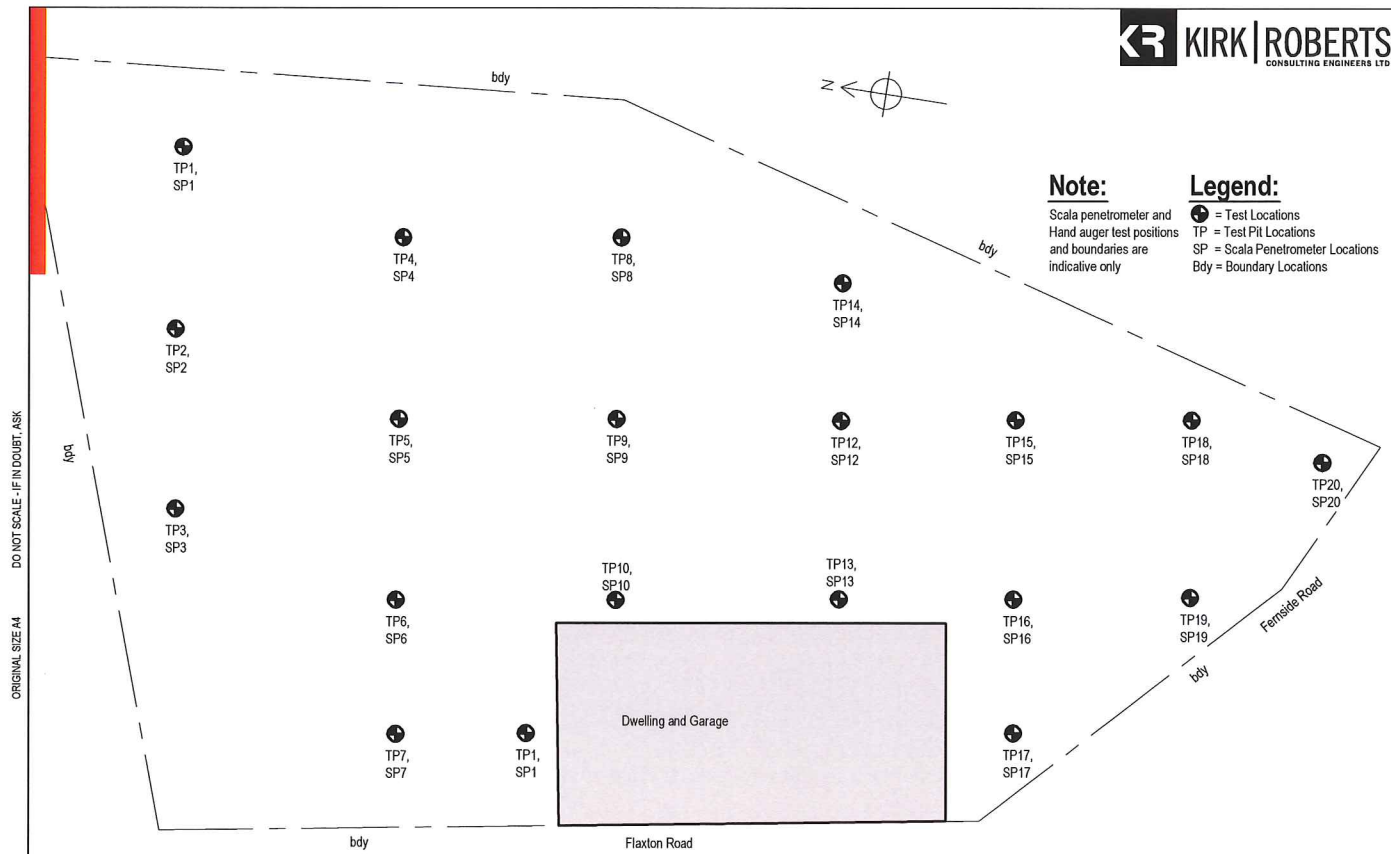 KR KIRK | ROBERTS
CONSULTING ENGINEERS LTD
bdy
N
TP1,
SP1
Note:
Scala penetrometer and
Hand auger test positions
and boundaries are
indicative only
Legend:
= Test Locations
TP = Test Pit Locations
SP = Scala Penetrometer Locations
Bdy = Boundary Locations
TP4,
SP4
TP8,
SP8
bdy
TP14,
SP14
TP2,
SP2
bdy
TP5,
SP5
TP9,
SP9
TP12,
SP12
TP15,
SP15
TP18,
SP18
TP20,
SP20
TP3,
SP3
TP10,
SP10
TP13,
SP13
TP6,
SP6
TP16,
SP16
TP19,
SP19
Fernside Road
bdy
Dwelling and Garage
TP7,
SP7
TP1,
SP1
TP17,
SP17
bdy
Flaxton Road
DO NOT SCALE - IF IN DOUBT, ASK
ORIGINAL SIZE A4